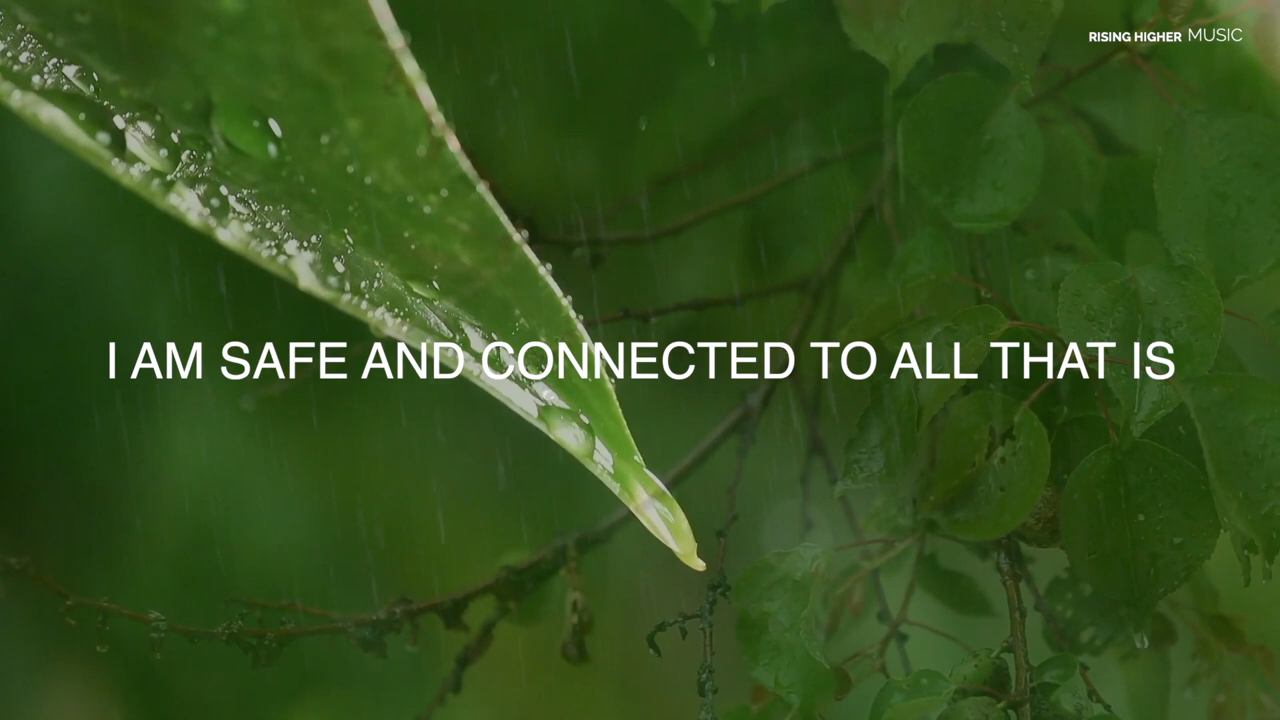 RISING HIGHER MUSIC
I AM SAFE AND CONNECTED TO ALL THAT IS